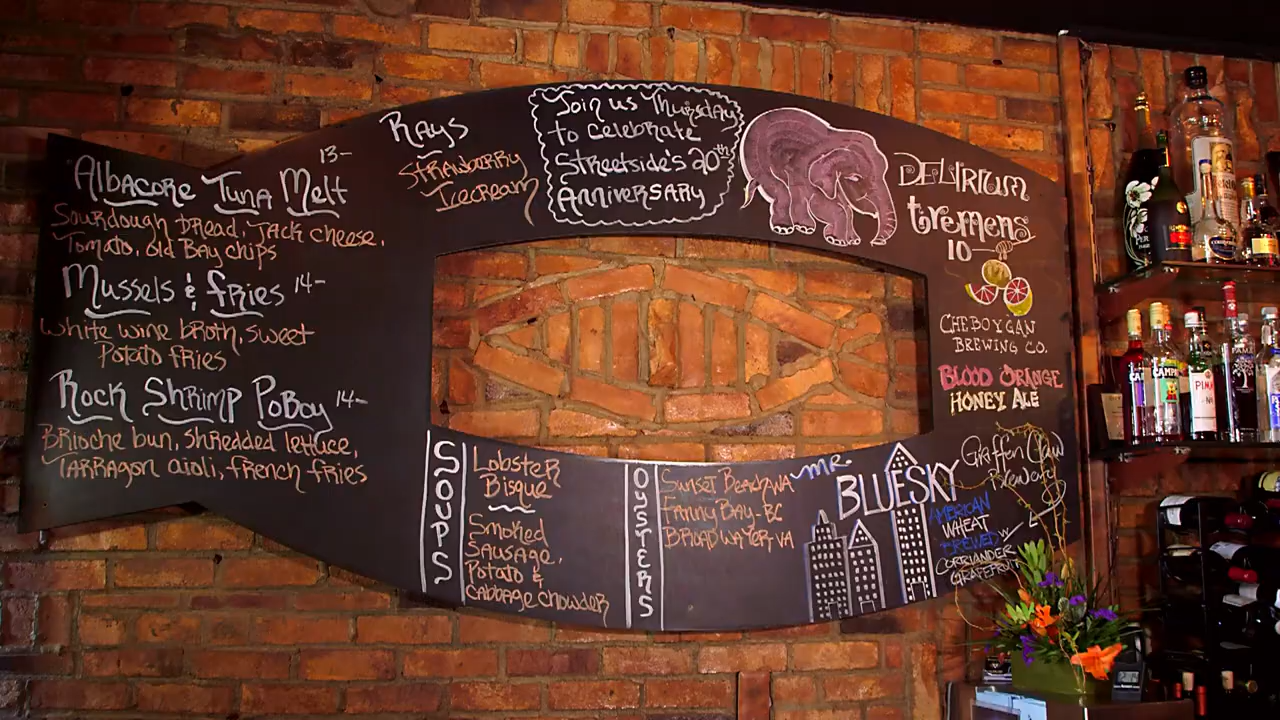 Albacore Tuna Melt 13-
Sourdough bread, Jack cheese,
Tomato, old Bay chips
Mussels & fries 14-
White wine broth, sweet
Potato fries
Rock Shrimp PoBoy 14-
Brioche bun, shredded lettuce,
Tarragon aioli, french fries
Rays
Strawberry
Icecream
Join us Thursday
to celebrate
Streetside's 20th
Anniversary
Delirium
tremens
10-
Cheboygan
Brewing Co.
Blood Orange
Honey Ale
Soups
Lobster
Bisque
Smoked
Sausage,
Potato &
Cabbage chowder
Oysters
Sunset Beach, WA
Fanny Bay-BC
Broadwater, VA
Mr.
BLUESKY
Griffen Claw
Brewery
American
Wheat
Brewed w/
Corriander
Grapefruit